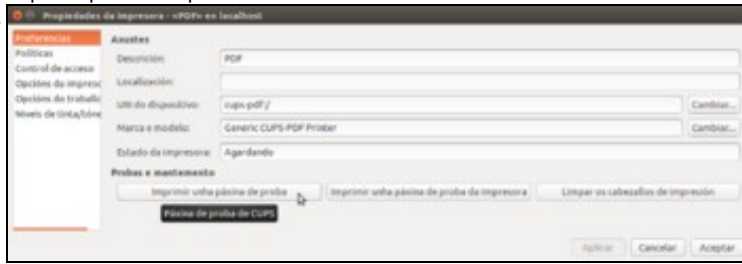 Propiedades da impresora - «PDF» en localhost
Preferencias
Políticas
Control de acceso
Opcións da impreso
Opcións do traballo
Niveis de tinta/tóne
Axustes
Descrición: PDF
Localización:
URI do dispositivo: cups-pdf:/ Cambiar...
Marca e modelo: Generic CUPS-PDF Printer Cambiar...
Estado da impresora: Agardando
Probas e mantemento
Imprimir unha páxina de proba Imprimir unha páxina de proba da impresora Limpar os cabezallos de impresión
Páxina de proba de CUPS
Aplicar Cancelar Aceptar